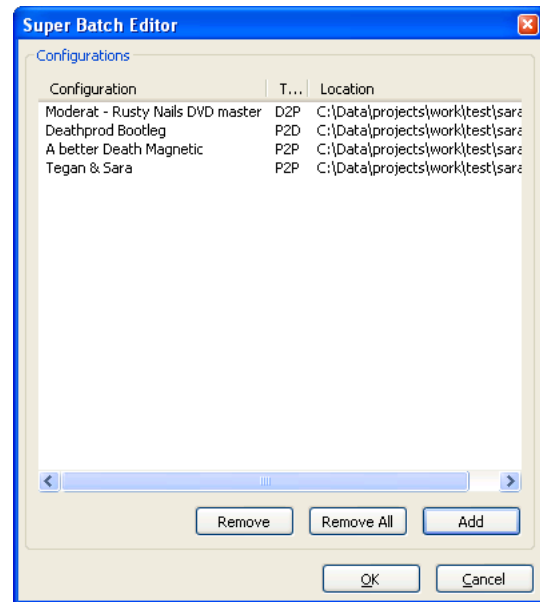 Super Batch Editor
Configurations
Configuration T... Location
Moderat - Rusty Nails DVD master D2P C:\Data\projects\work\test\sara
Deathprod Bootleg P2D C:\Data\projects\work\test\sara
A better Death Magnetic P2P C:\Data\projects\work\test\sara
Tegan & Sara P2P C:\Data\projects\work\test\sara
Remove Remove All Add
OK Cancel